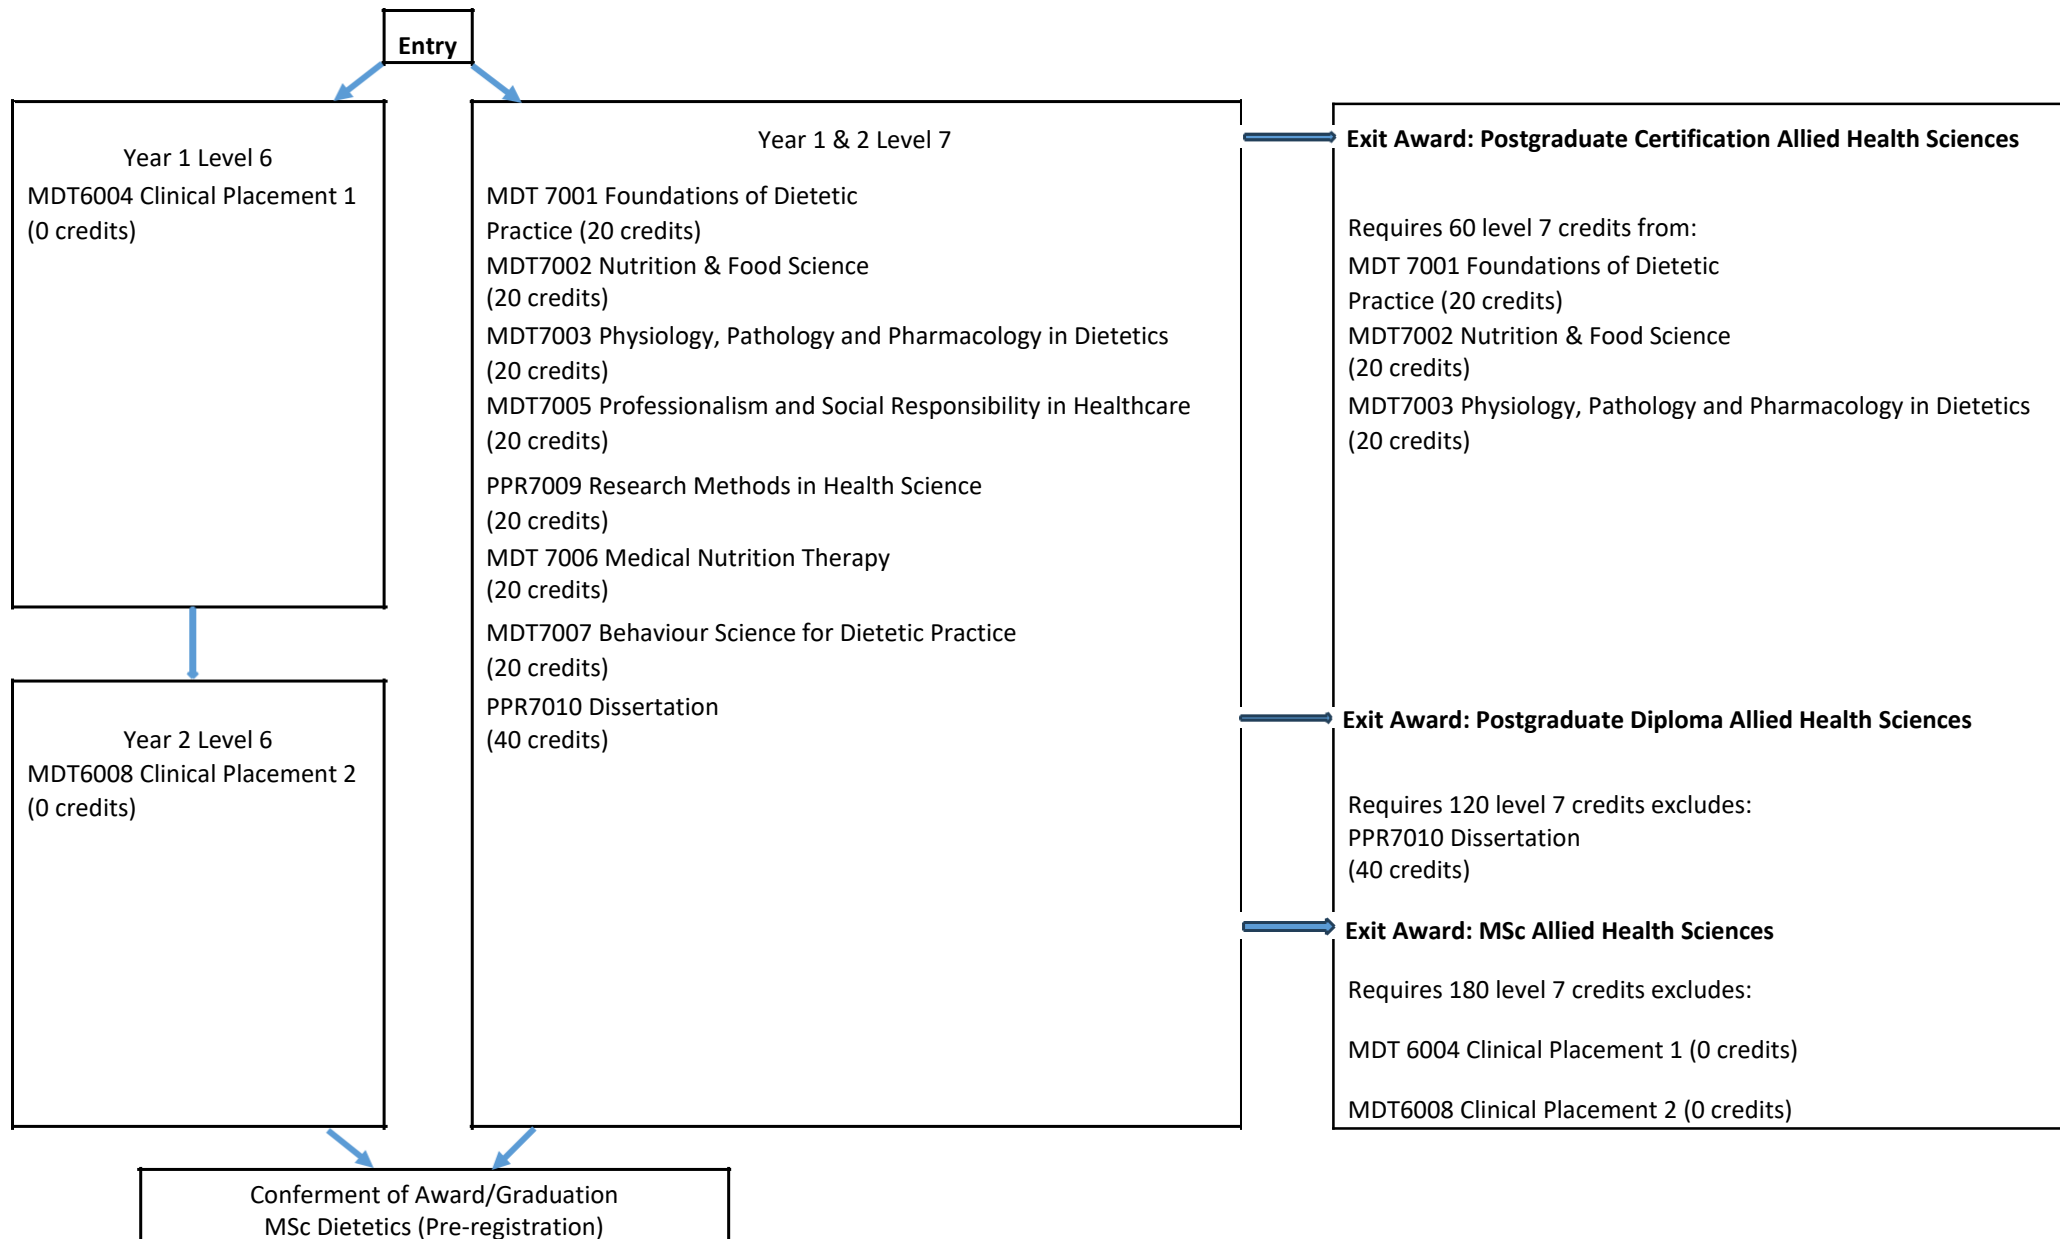 Entry
Year 1 Level 6
MDT6004 Clinical Placement 1
(0 credits)
Year 2 Level 6
MDT6008 Clinical Placement 2
(0 credits)
Year 1 & 2 Level 7
MDT 7001 Foundations of Dietetic
Practice (20 credits)
MDT7002 Nutrition & Food Science
(20 credits)
MDT7003 Physiology, Pathology and Pharmacology in Dietetics
(20 credits)
MDT7005 Professionalism and Social Responsibility in Healthcare
(20 credits)
PPR7009 Research Methods in Health Science
(20 credits)
MDT 7006 Medical Nutrition Therapy
(20 credits)
MDT7007 Behaviour Science for Dietetic Practice
(20 credits)
PPR7010 Dissertation
(40 credits)
Exit Award: Postgraduate Certification Allied Health Sciences
Requires 60 level 7 credits from:
MDT 7001 Foundations of Dietetic
Practice (20 credits)
MDT7002 Nutrition & Food Science
(20 credits)
MDT7003 Physiology, Pathology and Pharmacology in Dietetics
(20 credits)
Exit Award: Postgraduate Diploma Allied Health Sciences
Requires 120 level 7 credits excludes:
PPR7010 Dissertation
(40 credits)
Exit Award: MSc Allied Health Sciences
Requires 180 level 7 credits excludes:
MDT 6004 Clinical Placement 1 (0 credits)
MDT6008 Clinical Placement 2 (0 credits)
Conferment of Award/Graduation
MSc Dietetics (Pre-registration)